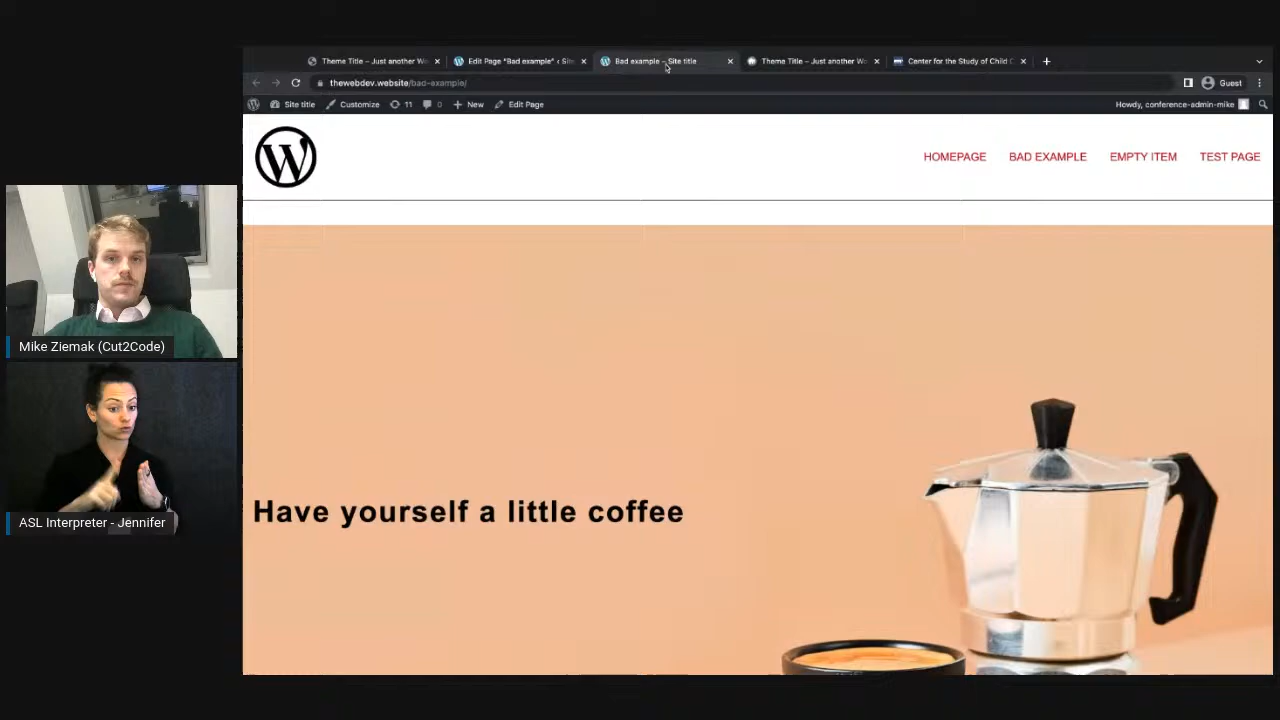 Theme Title – Just another W
Edit Page "Bad example" ‹ Sit
Bad example – Site title
Theme Title – Just another W
Center for the Study of Child C
thewebdev.website/bad-example/
Guest
Site title
Customize
11
0
New
Edit Page
Howdy, conference-admin-mike
W
HOMEPAGE
BAD EXAMPLE
EMPTY ITEM
TEST PAGE
Have yourself a little coffee
Mike Ziemak (Cut2Code)
ASL Interpreter - Jennifer